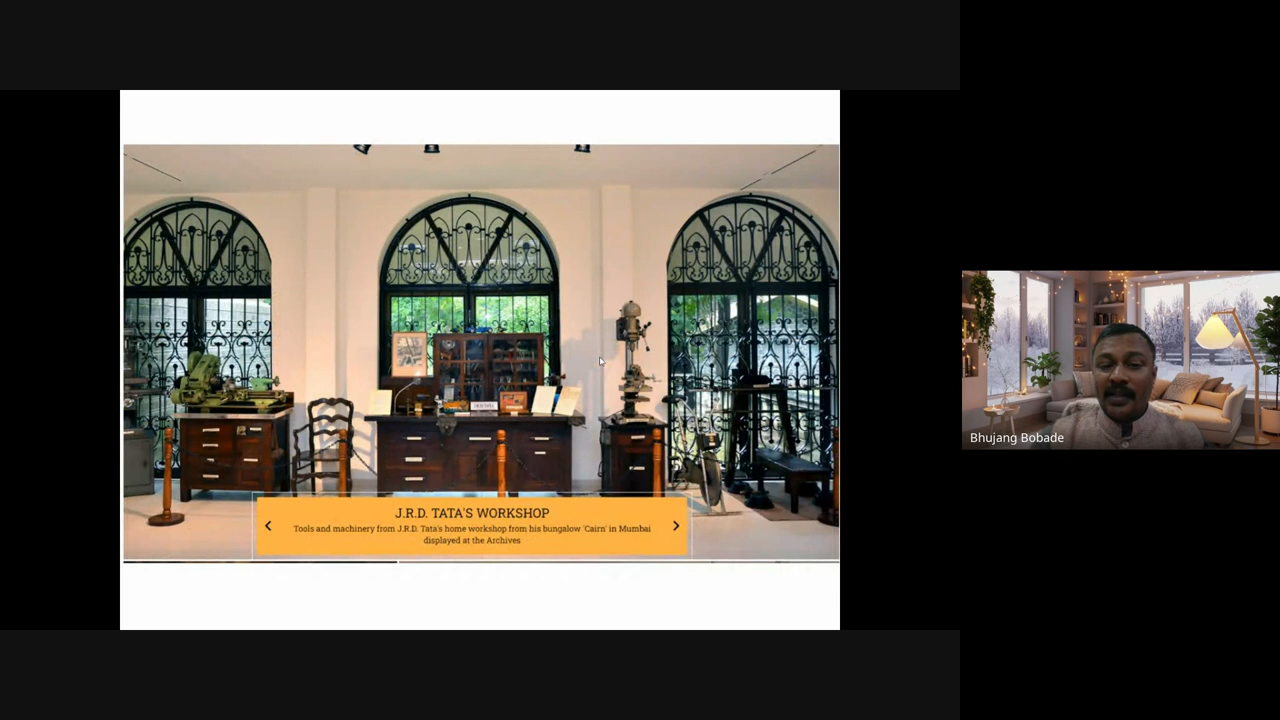 J.R.D. TATA'S WORKSHOP
Tools and machinery from J.R.D. Tata's home workshop from his bungalow 'Cairn' in Mumbai
displayed at the Archives
Bhujang Bobade